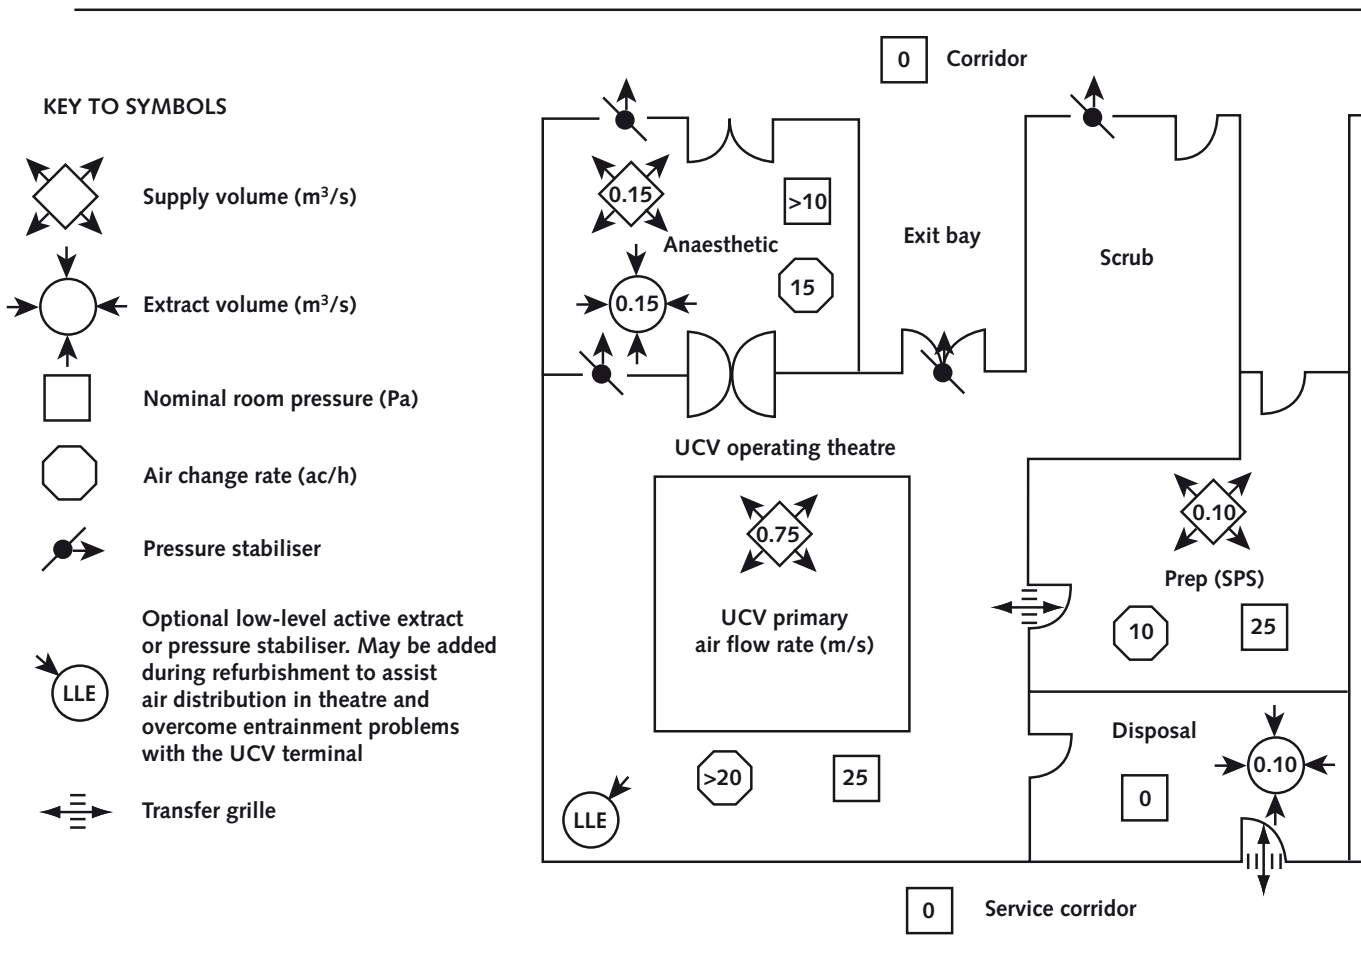 KEY TO SYMBOLS
Supply volume (m³/s)
Extract volume (m³/s)
Nominal room pressure (Pa)
Air change rate (ac/h)
Pressure stabiliser
LLE
Optional low-level active extract
or pressure stabiliser. May be added
during refurbishment to assist
air distribution in theatre and
overcome entrainment problems
with the UCV terminal
Transfer grille
0 Corridor
0.15
>10
Anaesthetic
15
0.15
Exit bay
Scrub
UCV operating theatre
0.75
UCV primary
air flow rate (m/s)
>20
25
LLE
0.10
Prep (SPS)
10
25
Disposal
0.10
0
0 Service corridor